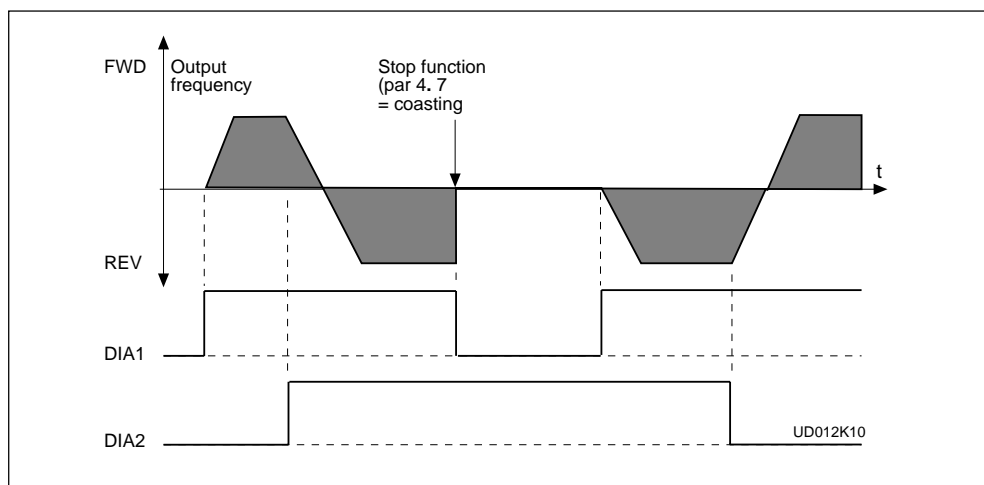 FWD
Output
frequency
Stop function
(par 4. 7
= coasting
t
REV
DIA1
DIA2
UD012K10